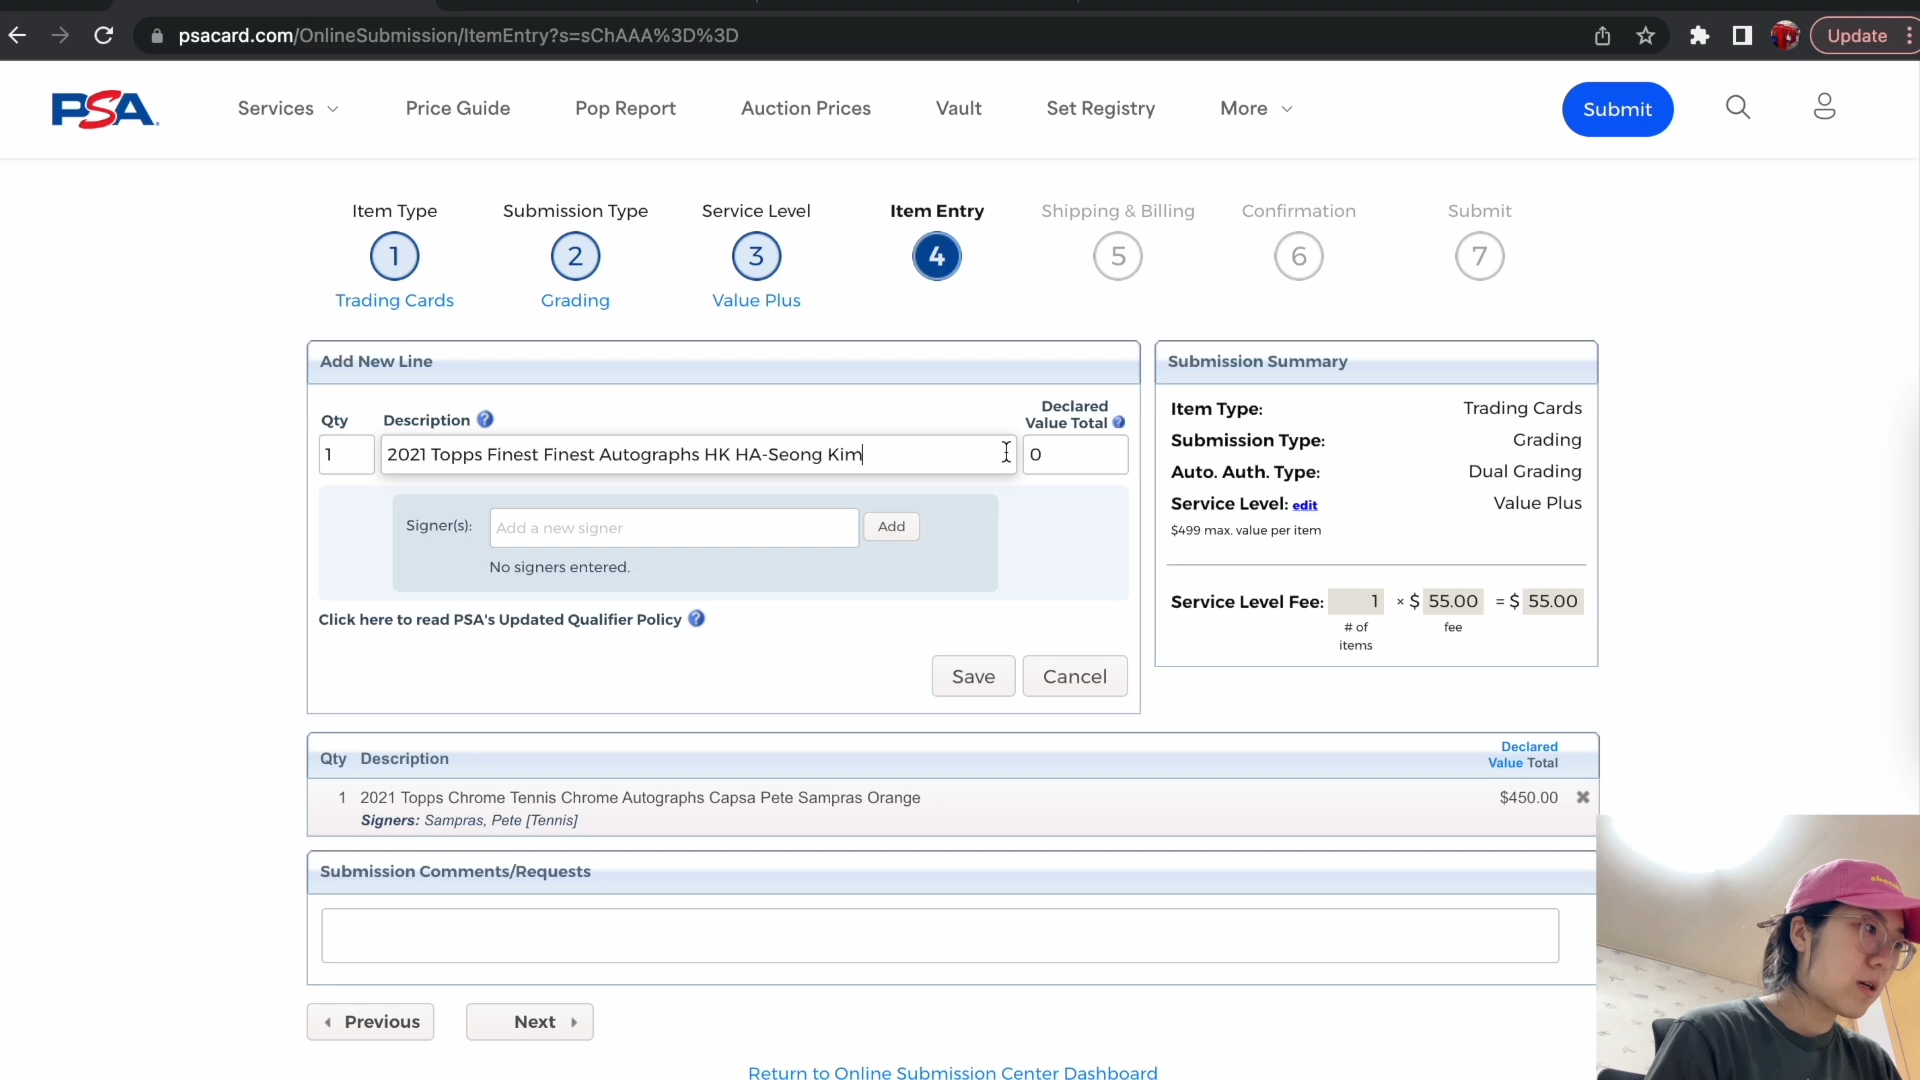 psacard.com/OnlineSubmission/ItemEntry?s=sChAAA%3D%3D
Update
PSA
Services
Price Guide
Pop Report
Auction Prices
Vault
Set Registry
More
Submit
Item Type
Submission Type
Service Level
Item Entry
Shipping & Billing
Confirmation
Submit
1
2
3
4
5
6
7
Trading Cards
Grading
Value Plus
Add New Line
Qty
Description ?
Declared
Value Total ?
1
2021 Topps Finest Finest Autographs HK HA-Seong Kim
0
Signer(s):
Add a new signer
Add
No signers entered.
Click here to read PSA's Updated Qualifier Policy ?
Save
Cancel
Submission Summary
Item Type: Trading Cards
Submission Type: Grading
Auto. Auth. Type: Dual Grading
Service Level: edit Value Plus
$499 max. value per item
Service Level Fee: 1 × $ 55.00 = $ 55.00
# of
items
fee
Qty Description
Declared
Value Total
1 2021 Topps Chrome Tennis Chrome Autographs Capsa Pete Sampras Orange $450.00
Signers: Sampras, Pete [Tennis]
Submission Comments/Requests
Previous
Next
Return to Online Submission Center Dashboard